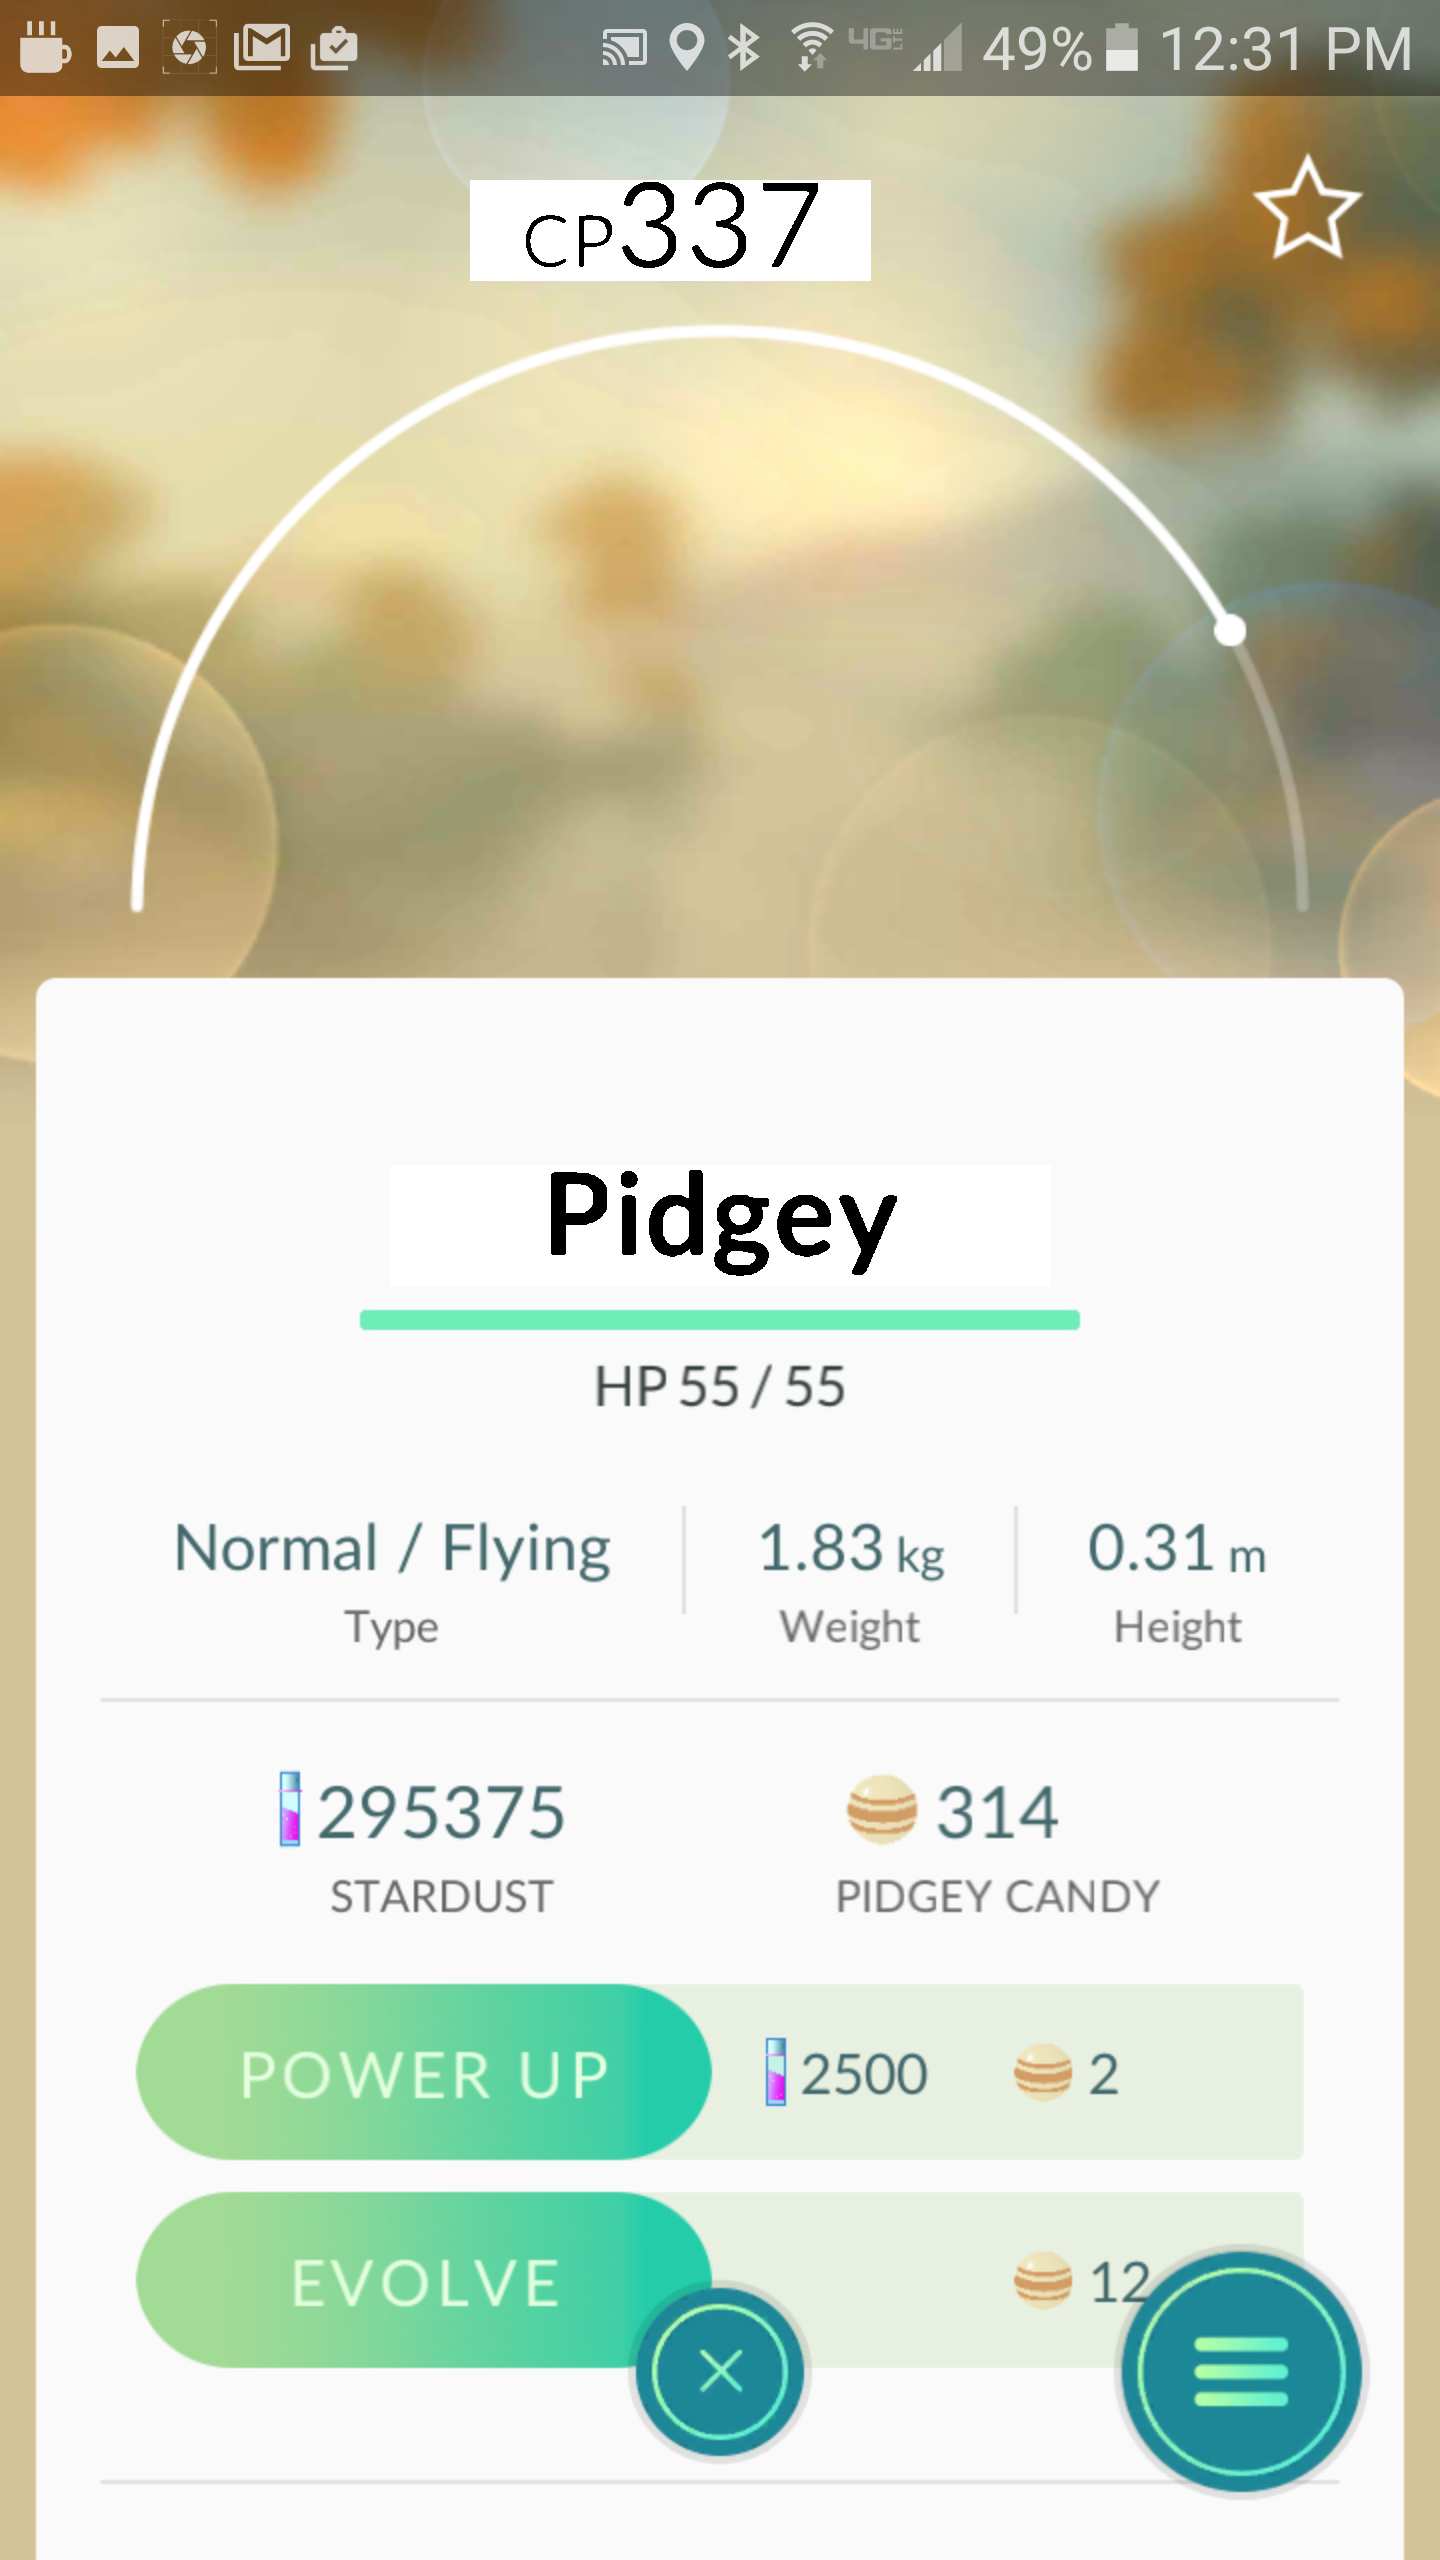 4G LTE 49% 12:31 PM
CP337
Pidgey
HP 55 / 55
Normal / Flying 1.83 kg 0.31 m
Type Weight Height
295375 314
STARDUST PIDGEY CANDY
POWER UP 2500 2
EVOLVE 12